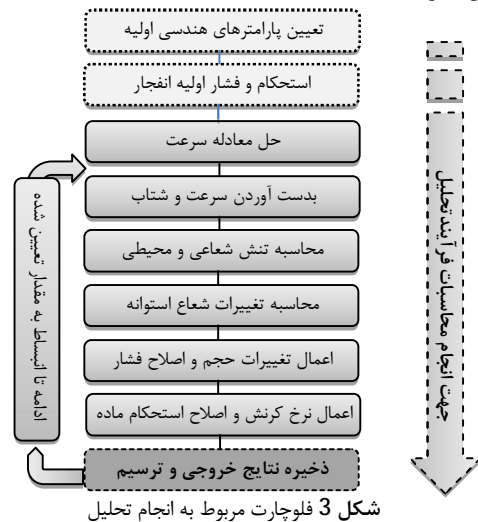 تعیین پارامترهای هندسی اولیه
استحکام و فشار اولیه انفجار
حل معادله سرعت
بدست آوردن سرعت و شتاب
محاسبه تنش شعاعی و محیطی
محاسبه تغییرات شعاع استوانه
اعمال تغییرات حجم و اصلاح فشار
اعمال نرخ کرنش و اصلاح استحکام ماده
ذخیره نتایج خروجی و ترسیم
ادامه تا انبساط به مقدار تعیین شده
جهت انجام محاسبات فرآیند تحلیل
شکل 3 فلوچارت مربوط به انجام تحلیل